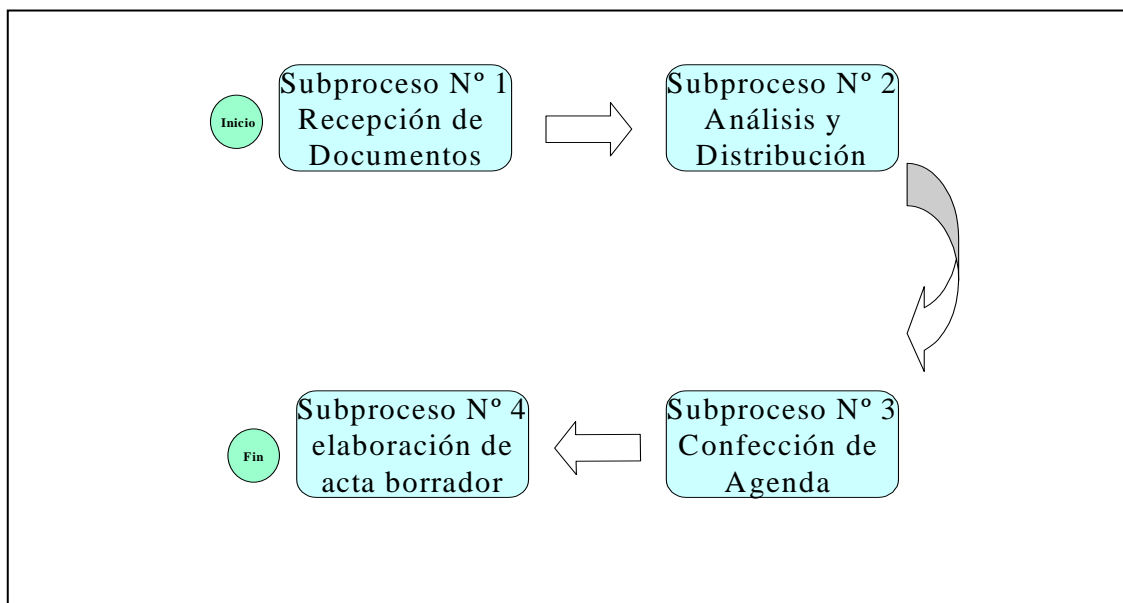 Inicio
Subproceso Nº 1
Recepción de
Documentos
Subproceso Nº 2
Análisis y
Distribución
Subproceso Nº 3
Confección de
Agenda
Subproceso Nº 4
elaboración de
acta borrador
Fin